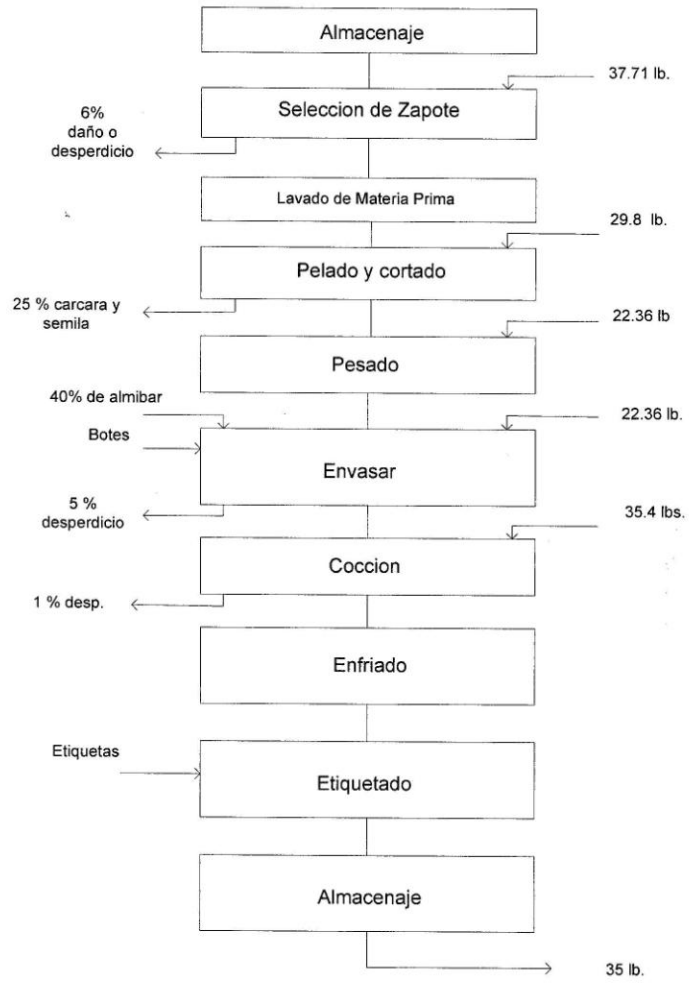 Almacenaje
37.71 lb.
Seleccion de Zapote
6%
daño o
desperdicio
Lavado de Materia Prima
29.8 lb.
Pelado y cortado
25 % carcara y
semila
22.36 lb
Pesado
40% de almibar
22.36 lb.
Botes
Envasar
5 %
desperdicio
35.4 lbs.
Coccion
1 % desp.
Enfriado
Etiquetas
Etiquetado
Almacenaje
35 lb.